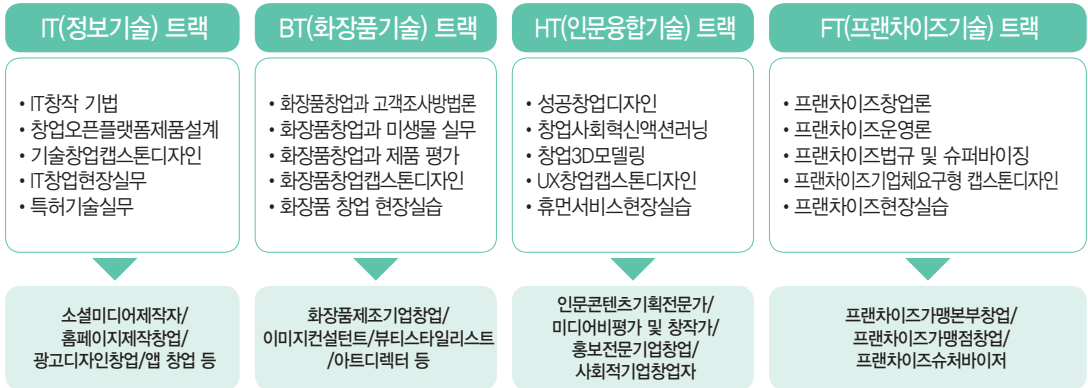 IT(정보기술) 트랙
• IT창작 기법
• 창업오픈플랫폼제품설계
• 기술창업캡스톤디자인
• IT창업현장실무
• 특허기술실무
소셜미디어제작자/
홈페이지제작창업/
광고디자인창업/앱 창업 등
BT(화장품기술) 트랙
• 화장품창업과 고객조사방법론
• 화장품창업과 미생물 실무
• 화장품창업과 제품 평가
• 화장품창업캡스톤디자인
• 화장품 창업 현장실습
화장품제조기업창업/
이미지컨설턴트/뷰티스타일리스트
/아트디렉터 등
HT(인문융합기술) 트랙
• 성공창업디자인
• 창업사회혁신액션러닝
• 창업3D모델링
• UX창업캡스톤디자인
• 휴먼서비스현장실습
인문콘텐츠기획전문가/
미디어비평가 및 창작가/
홍보전문기업창업/
사회적기업창업자
FT(프랜차이즈기술) 트랙
• 프랜차이즈창업론
• 프랜차이즈운영론
• 프랜차이즈법규 및 슈퍼바이징
• 프랜차이즈기업체요구형 캡스톤디자인
• 프랜차이즈현장실습
프랜차이즈가맹본부창업/
프랜차이즈가맹점창업/
프랜차이즈슈처바이저